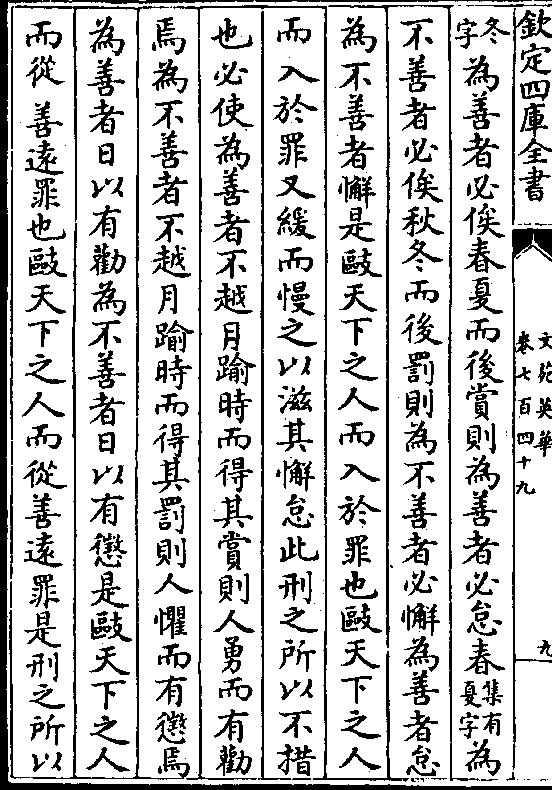 欽定四庫全書
文苑英華
卷七百四十九
九
冬字為善者必俟春夏而後賞則為善者必怠春集有夏字為
不善者必俟秋冬而後罰則為不善者必懈為善者怠
為不善者懈是敺天下之人而入於罪也敺天下之人
而入於罪又緩而慢之以滋其懈怠此刑之所以不措
也必使為善者不越月踰時而得其賞則人勇而有勸
焉為不善者不越月踰時而得其罰則人懼而有懲焉
為善者日以有勸為不善者日以有懲是敺天下之人
而從善遠罪也敺天下之人而從善遠罪是刑之所以